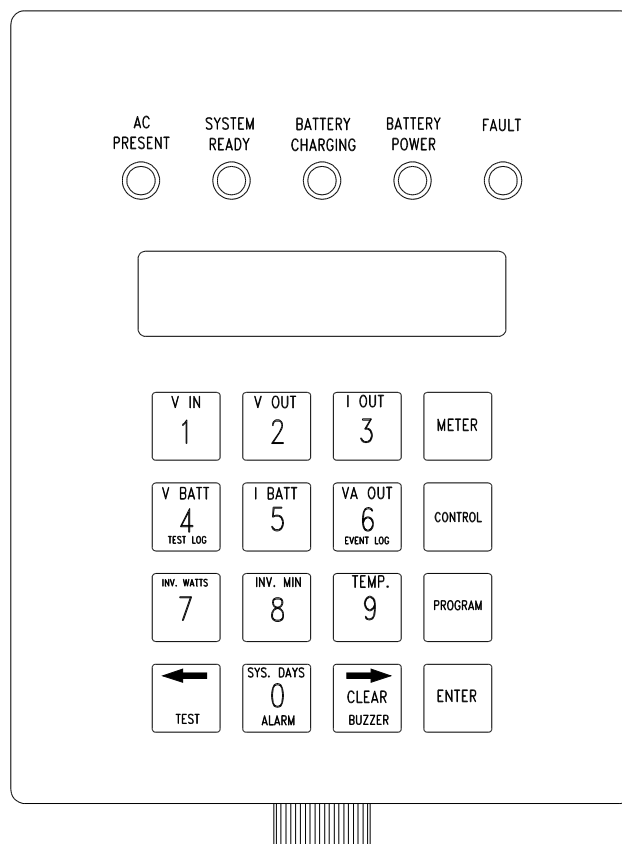 AC
PRESENT
SYSTEM
READY
BATTERY
CHARGING
BATTERY
POWER
FAULT
V IN
1
V OUT
2
I OUT
3
METER
V BATT
4
TEST LOG
I BATT
5
VA OUT
6
EVENT LOG
CONTROL
INV. WATTS
7
INV. MIN
8
TEMP.
9
PROGRAM
TEST
SYS. DAYS
0
ALARM
CLEAR
BUZZER
ENTER